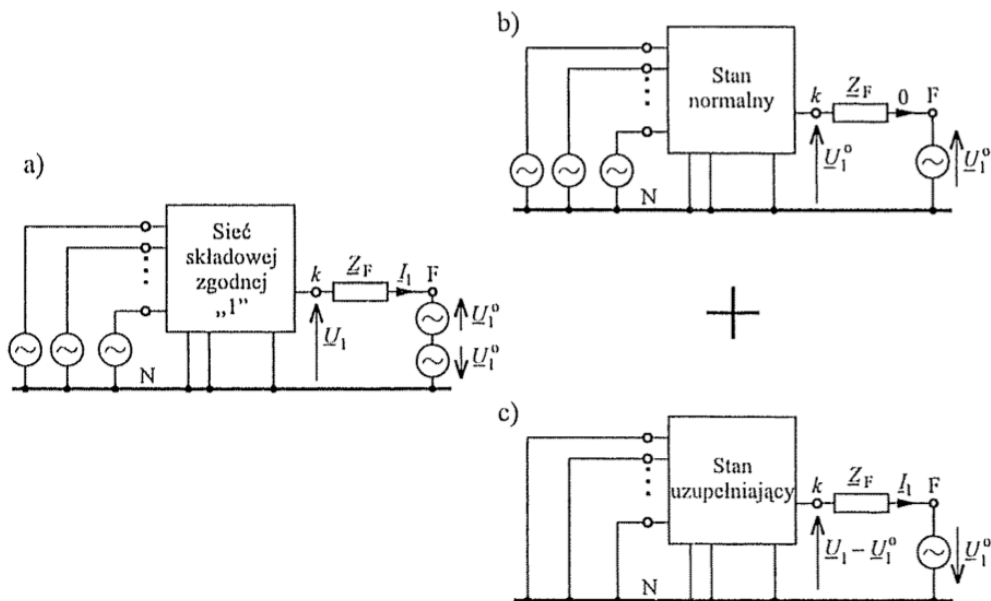 a)
Sieć
składowej
zgodnej
„1”
k
Z_F
I_1
F
U_1
U_1^o
U_1^o
N
b)
Stan
normalny
k
Z_F
0
F
U_1^o
U_1^o
N
+
c)
Stan
uzupełniający
k
Z_F
I_1
F
U_1 – U_1^o
U_1^o
N